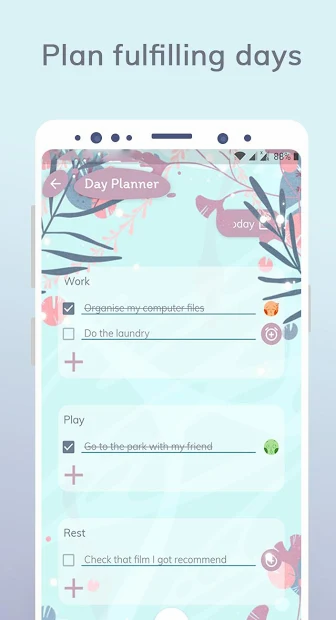 Plan fulfilling days
88%
Day Planner
oday
Work
Organise my computer files
Do the laundry
Play
Go to the park with my friend
Rest
Check that film I got recommend